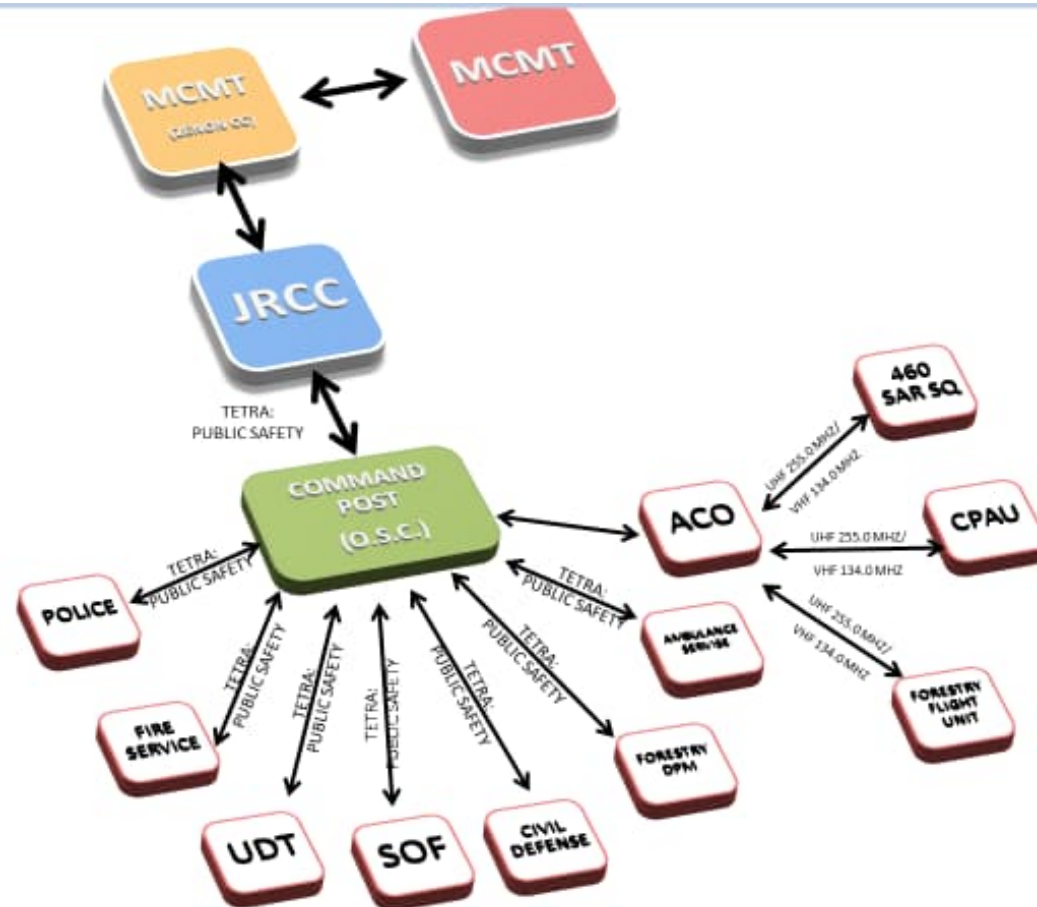 MCMT
(ZENON CC)
MCMT
JRCC
TETRA:
PUBLIC SAFETY
COMMAND
POST
(O.S.C.)
460
SAR SQ
UHF 255.0 MHZ/
VHF 134.0 MHZ
ACO
CPAU
UHF 255.0 MHZ/
VHF 134.0 MHZ
UHF 255.0 MHZ/
VHF 134.0 MHZ
FORESTRY
FLIGHT
UNIT
TETRA:
PUBLIC SAFETY
POLICE
TETRA:
PUBLIC SAFETY
AMBULANCE
SERVICE
TETRA:
PUBLIC SAFETY
FIRE
SERVICE
TETRA:
PUBLIC SAFETY
UDT
TETRA:
PUBLIC SAFETY
SOF
TETRA:
PUBLIC SAFETY
CIVIL
DEFENSE
TETRA:
PUBLIC SAFETY
FORESTRY
DPM